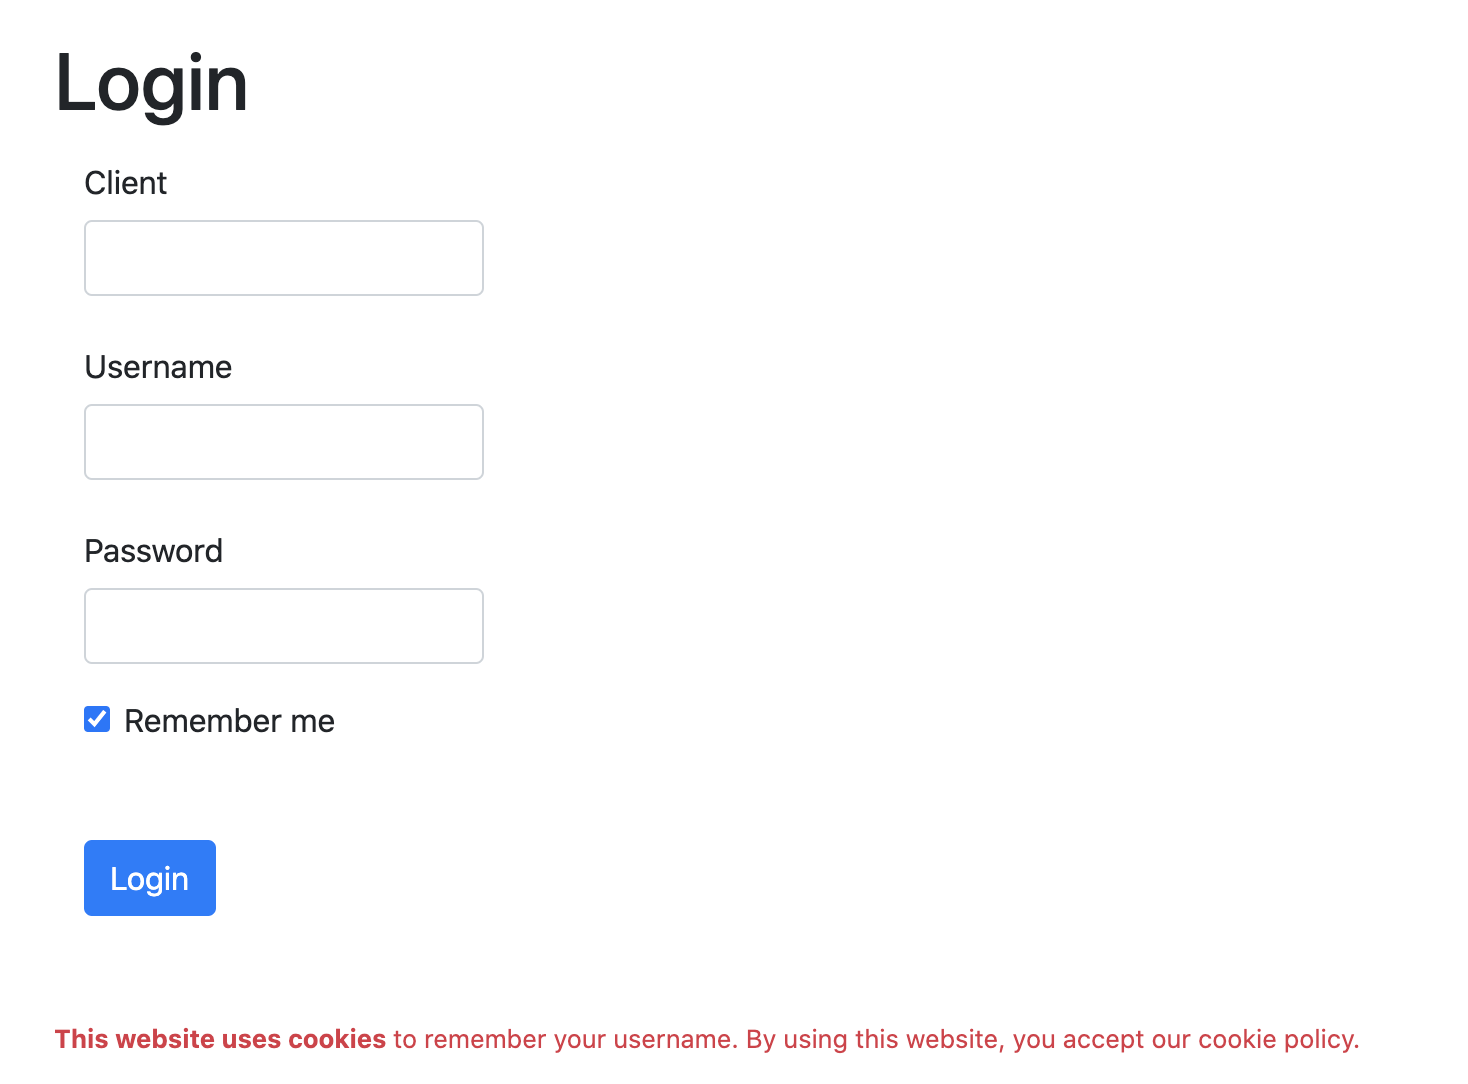 Login
Client
Username
Password
Remember me
Login
This website uses cookies to remember your username. By using this website, you accept our cookie policy.